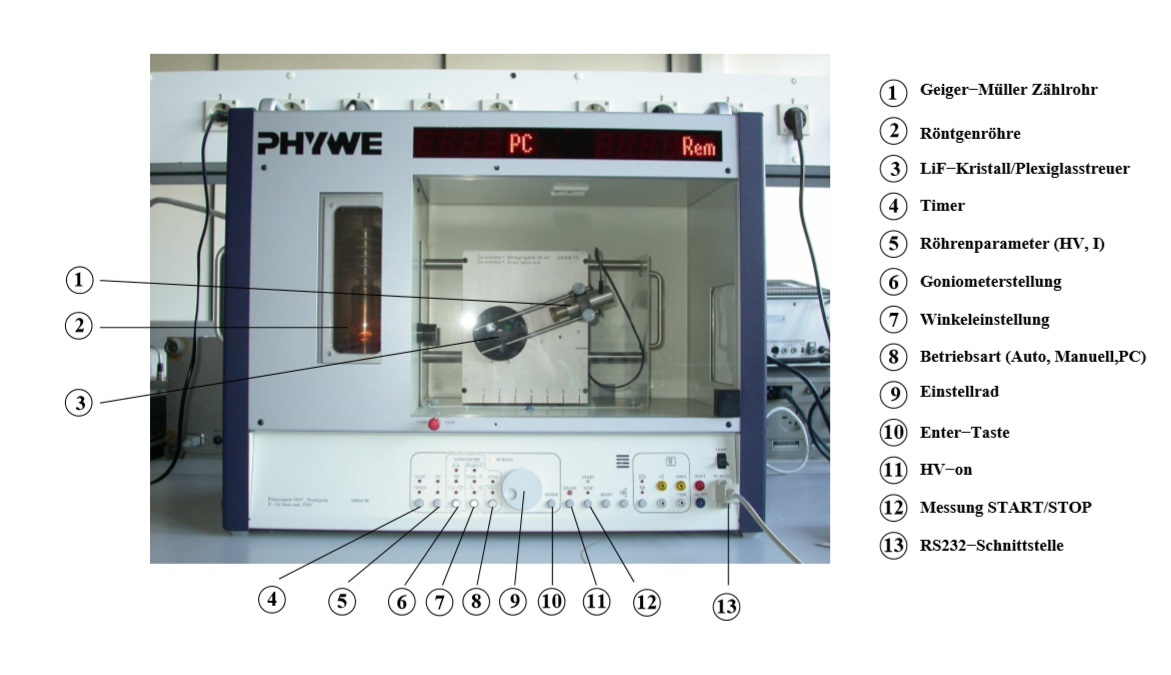 PHYWE
PC
Rem
1 Geiger−Müller Zählrohr
2 Röntgenröhre
3 LiF−Kristall/Plexiglasstreuer
4 Timer
5 Röhrenparameter (HV, I)
6 Goniometerstellung
7 Winkeleinstellung
8 Betriebsart (Auto, Manuell,PC)
9 Einstellrad
10 Enter−Taste
11 HV−on
12 Messung START/STOP
13 RS232−Schnittstelle
1
2
3
4 5 6 7 8 9 10 11 12 13